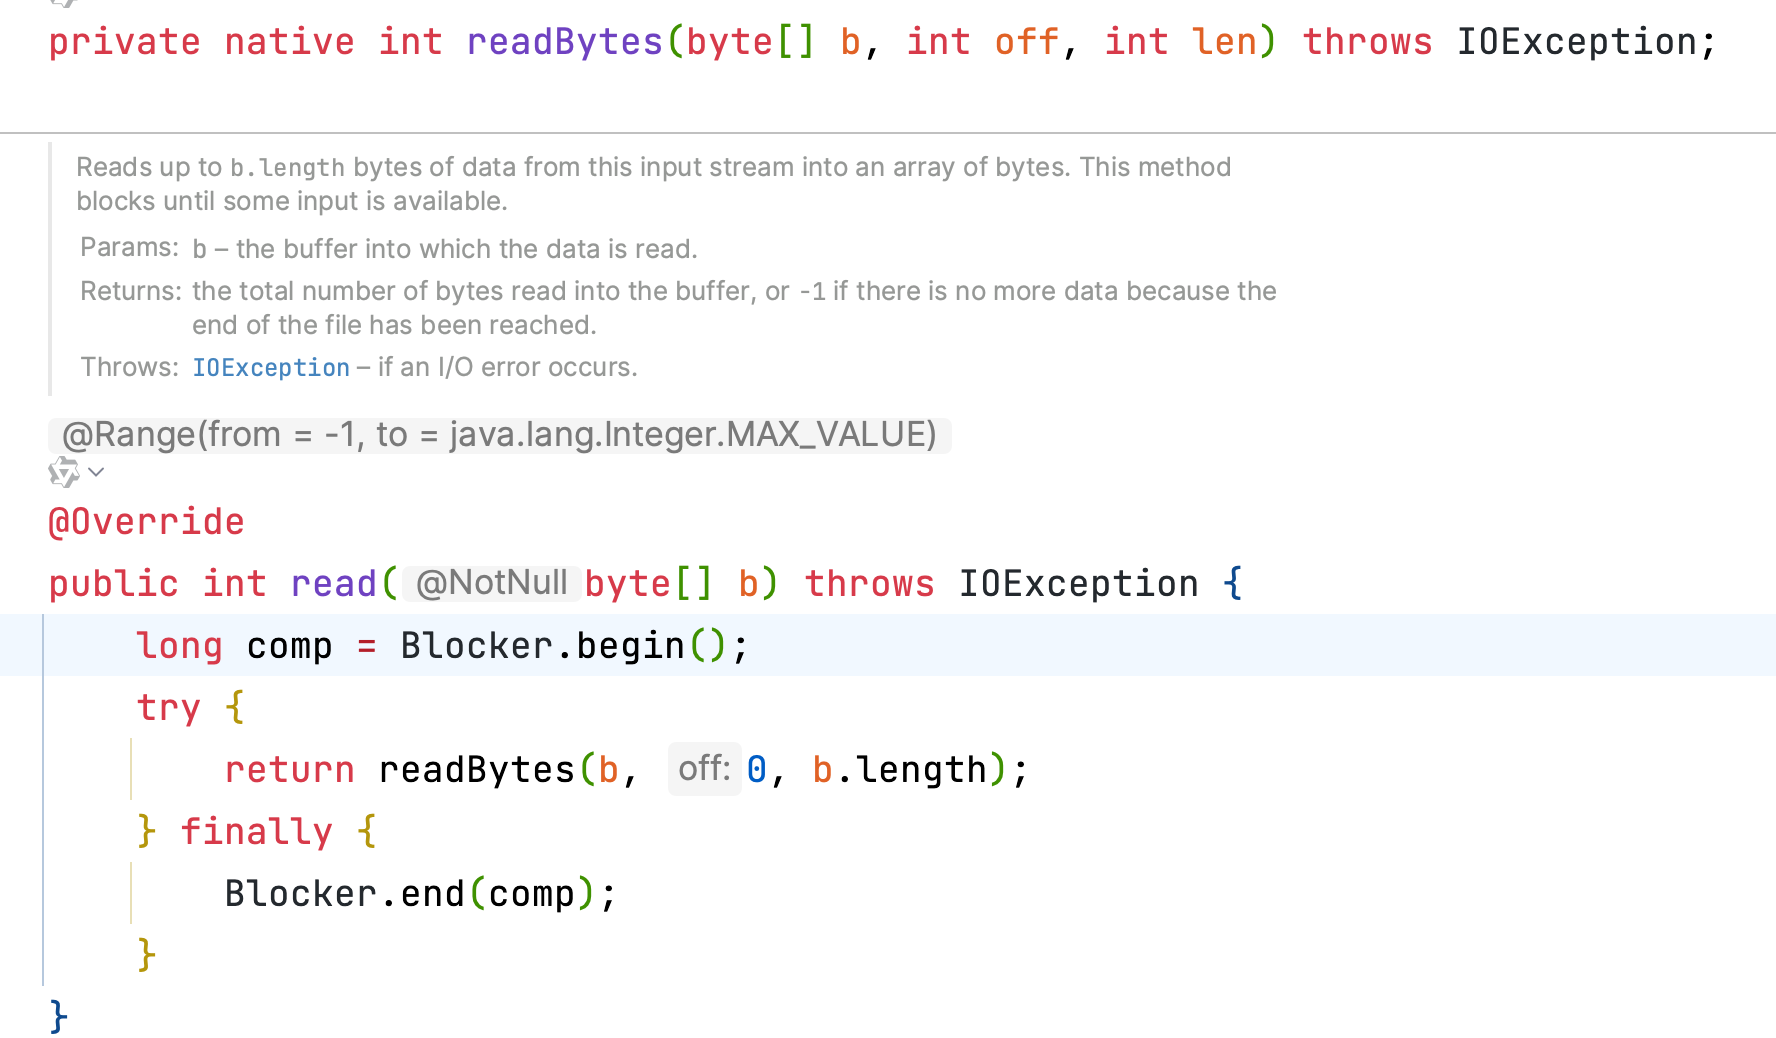 private native int readBytes(byte[] b, int off, int len) throws IOException;
Reads up to b.length bytes of data from this input stream into an array of bytes. This method
blocks until some input is available.
Params: b – the buffer into which the data is read.
Returns: the total number of bytes read into the buffer, or -1 if there is no more data because the
end of the file has been reached.
Throws: IOException – if an I/O error occurs.
@Range(from = -1, to = java.lang.Integer.MAX_VALUE)
@Override
public int read( @NotNull byte[] b) throws IOException {
    long comp = Blocker.begin();
    try {
        return readBytes(b, off: 0, b.length);
    } finally {
        Blocker.end(comp);
    }
}